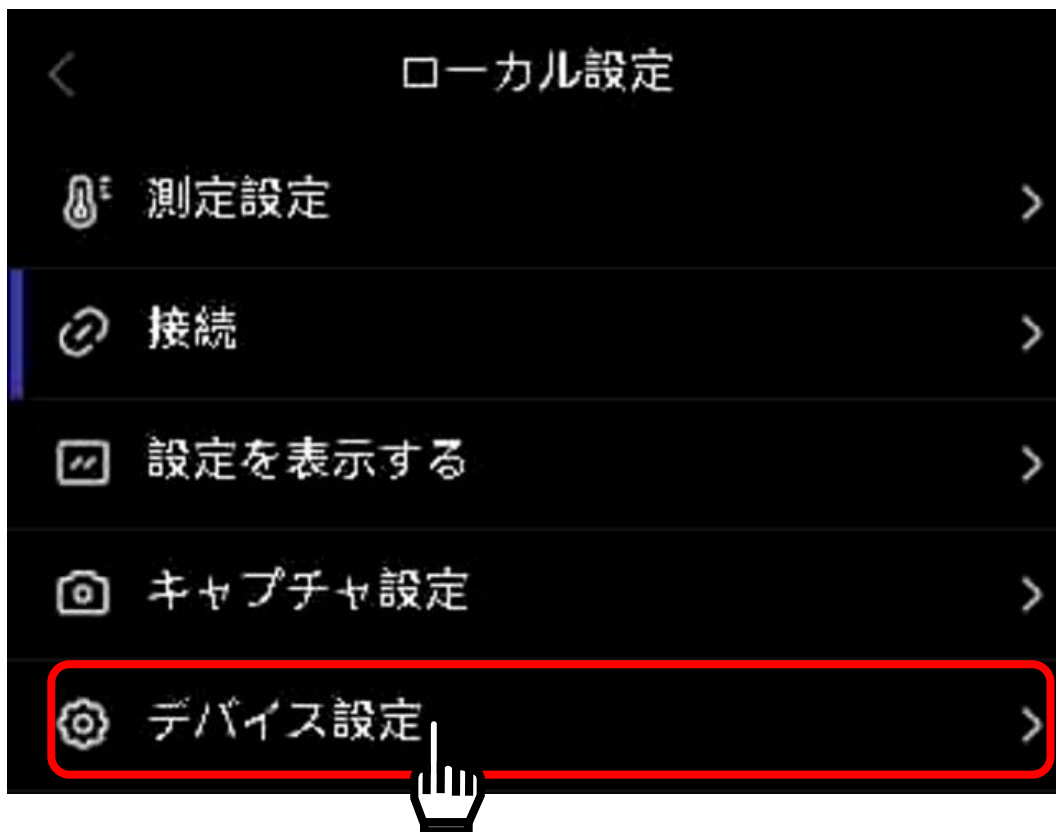 ローカル設定
測定設定
接続
設定を表示する
キャプチャ設定
デバイス設定